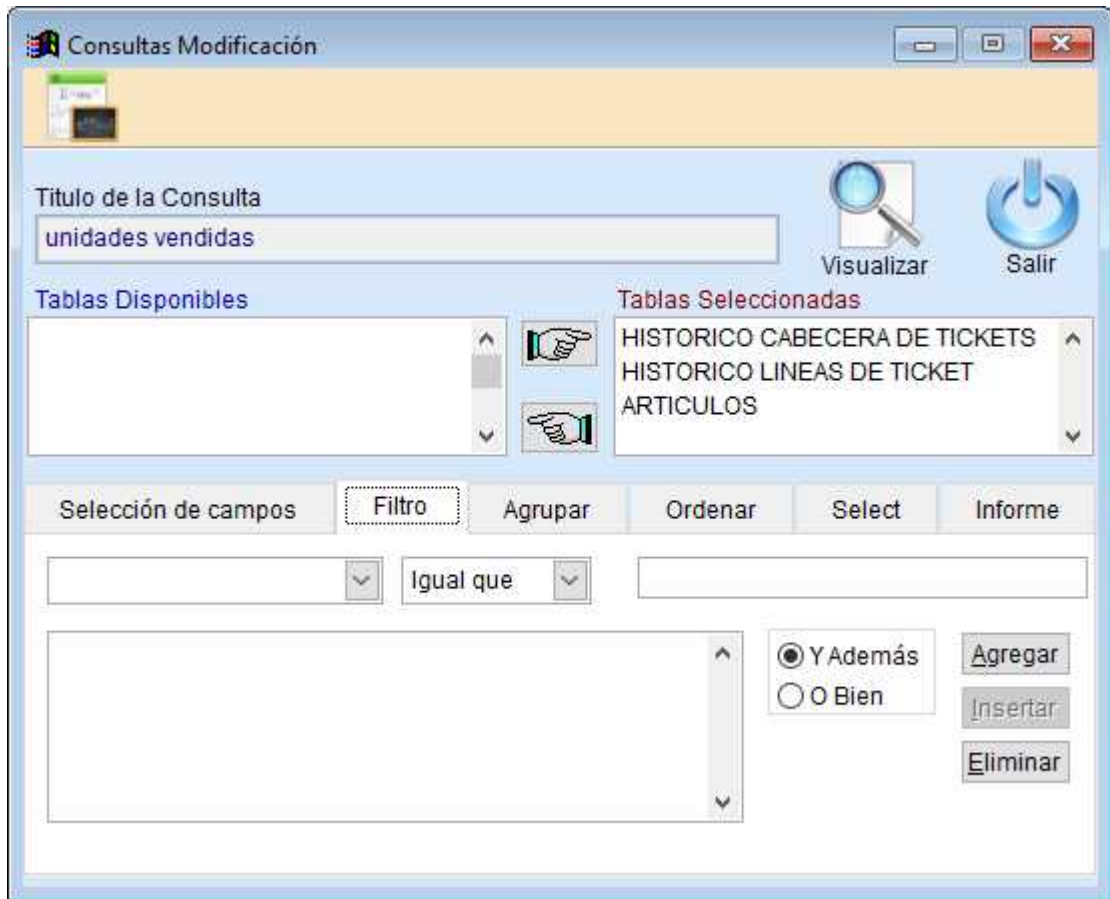 Consultas Modificación
Titulo de la Consulta
unidades vendidas
Visualizar
Salir
Tablas Disponibles
Tablas Seleccionadas
HISTORICO CABECERA DE TICKETS
HISTORICO LINEAS DE TICKET
ARTICULOS
Selección de campos Filtro Agrupar Ordenar Select Informe
Igual que
Y Además
O Bien
Agregar
Insertar
Eliminar